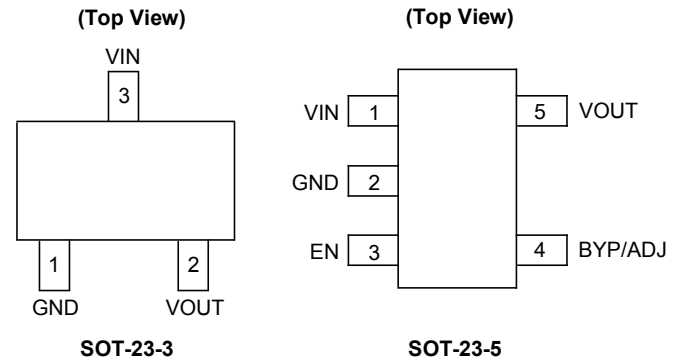 (Top View)
VIN
3
1
2
GND
VOUT
SOT-23-3
(Top View)
VIN
1
5
VOUT
GND
2
EN
3
4
BYP/ADJ
SOT-23-5